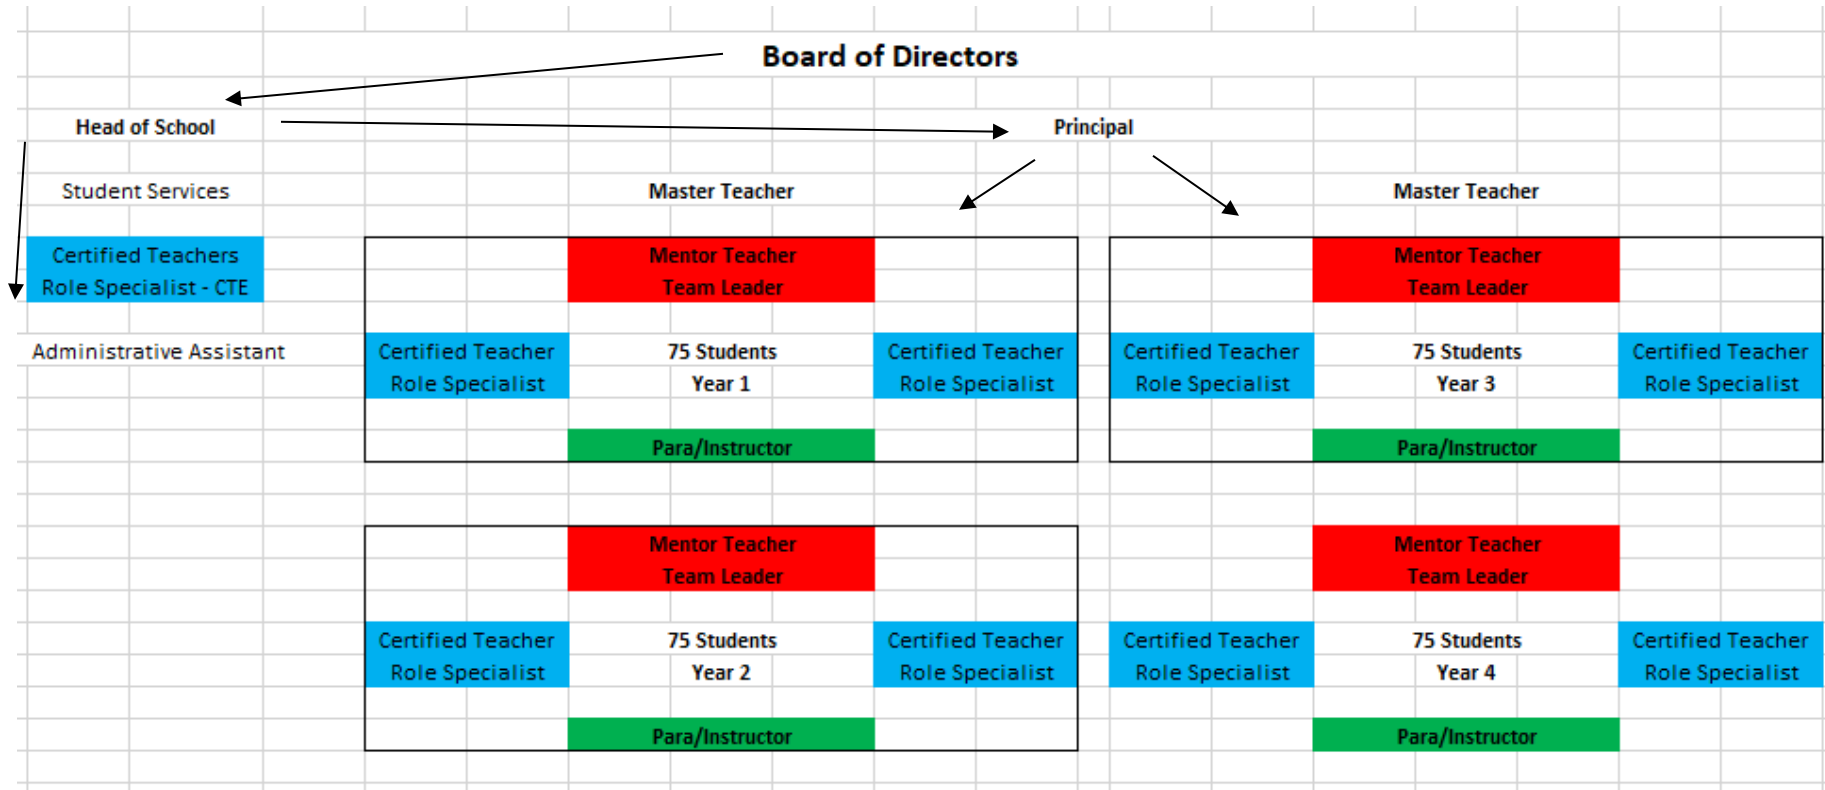 Board of Directors
Head of School Principal
Student Services Master Teacher Master Teacher
Certified Teachers Mentor Teacher Mentor Teacher
Role Specialist - CTE Team Leader Team Leader
Administrative Assistant Certified Teacher 75 Students Certified Teacher Certified Teacher 75 Students Certified Teacher
Role Specialist Year 1 Role Specialist Role Specialist Year 3 Role Specialist
Para/Instructor Para/Instructor
Mentor Teacher Mentor Teacher
Team Leader Team Leader
Certified Teacher 75 Students Certified Teacher Certified Teacher 75 Students Certified Teacher
Role Specialist Year 2 Role Specialist Role Specialist Year 4 Role Specialist
Para/Instructor Para/Instructor